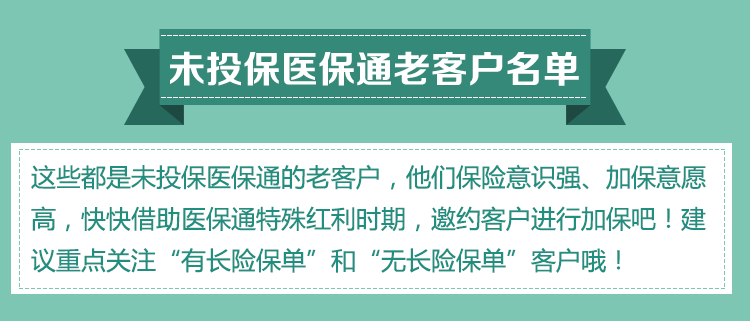 未投保医保通老客户名单
这些都是未投保医保通的老客户，他们保险意识强、加保意愿
高，快快借助医保通特殊红利时期，邀约客户进行加保吧！建
议重点关注“有长险保单”和“无长险保单”客户哦！